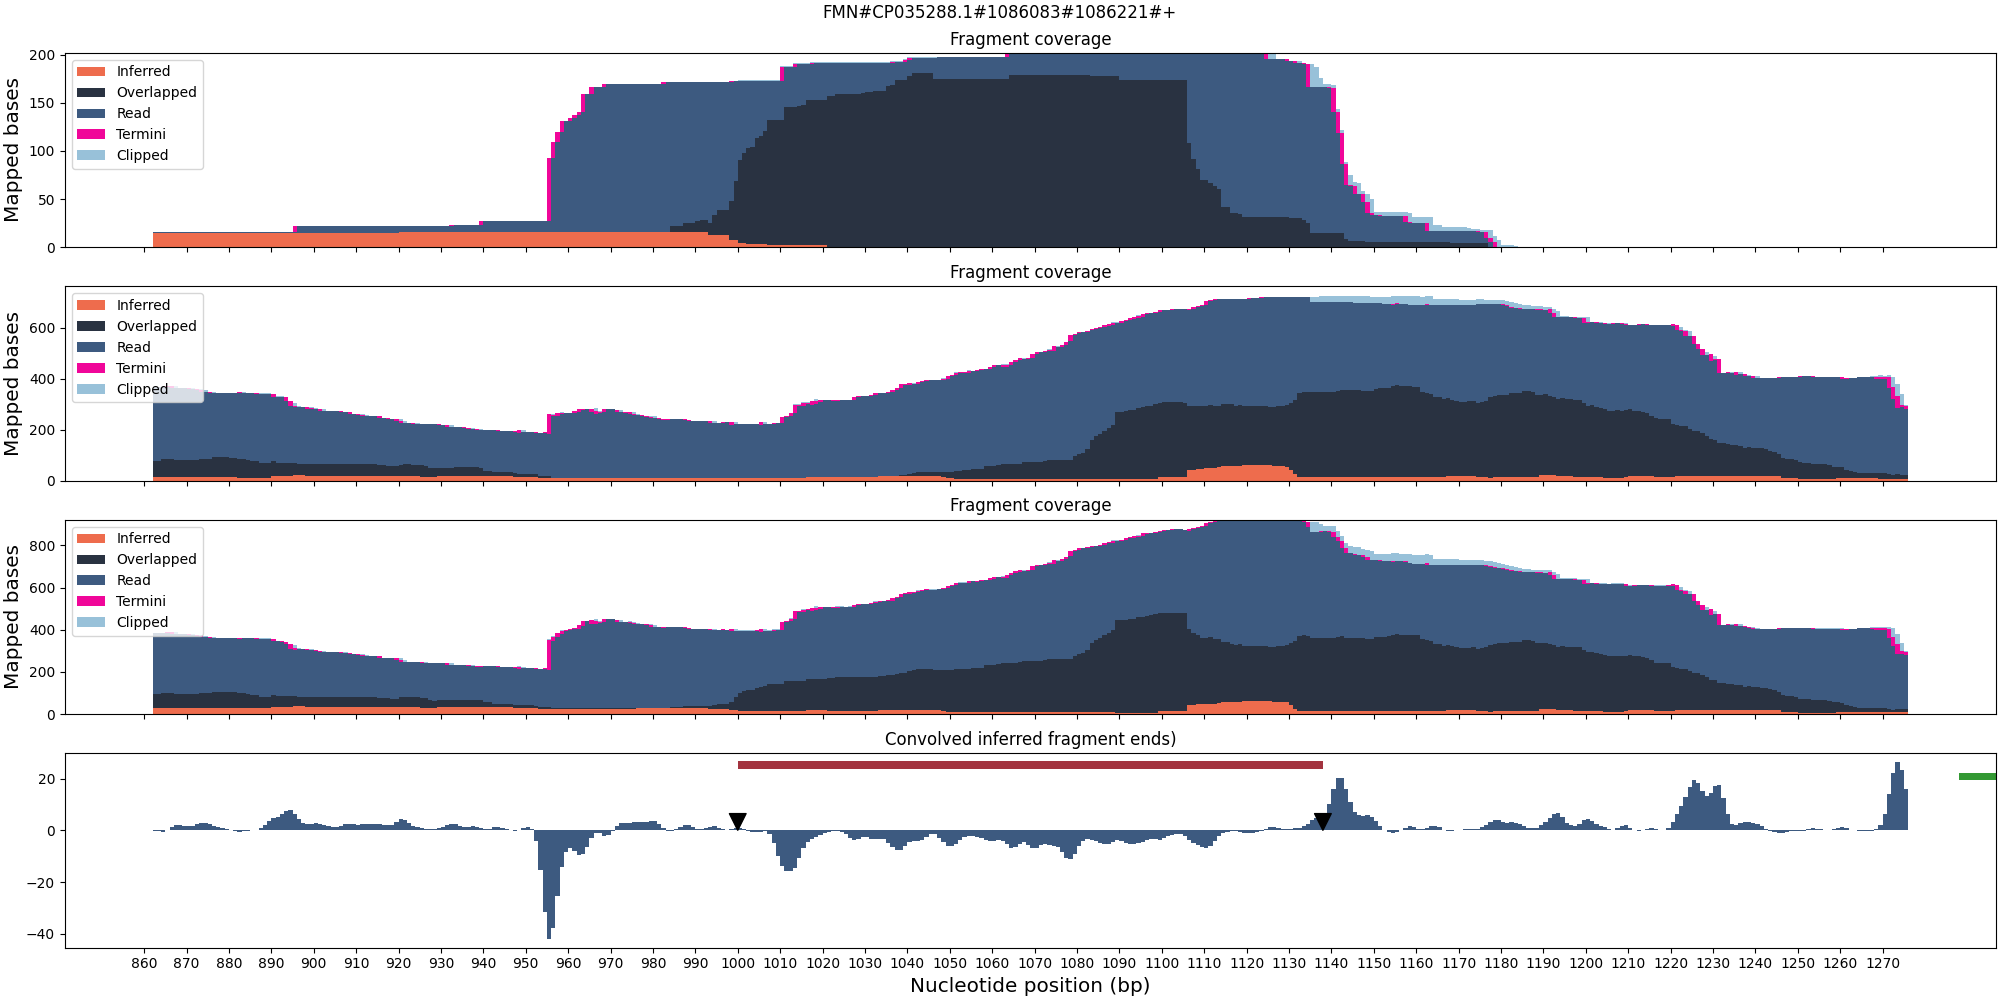 FMN#CP035288.1#1086083#1086221#+
Fragment coverage
Mapped bases
200
150
100
50
0
Inferred
Overlapped
Read
Termini
Clipped
Fragment coverage
Mapped bases
600
400
200
0
Inferred
Overlapped
Read
Termini
Clipped
Fragment coverage
Mapped bases
800
600
400
200
0
Inferred
Overlapped
Read
Termini
Clipped
Convolved inferred fragment ends)
20
0
−20
−40
860 870 880 890 900 910 920 930 940 950 960 970 980 990 1000 1010 1020 1030 1040 1050 1060 1070 1080 1090 1100 1110 1120 1130 1140 1150 1160 1170 1180 1190 1200 1210 1220 1230 1240 1250 1260 1270
Nucleotide position (bp)